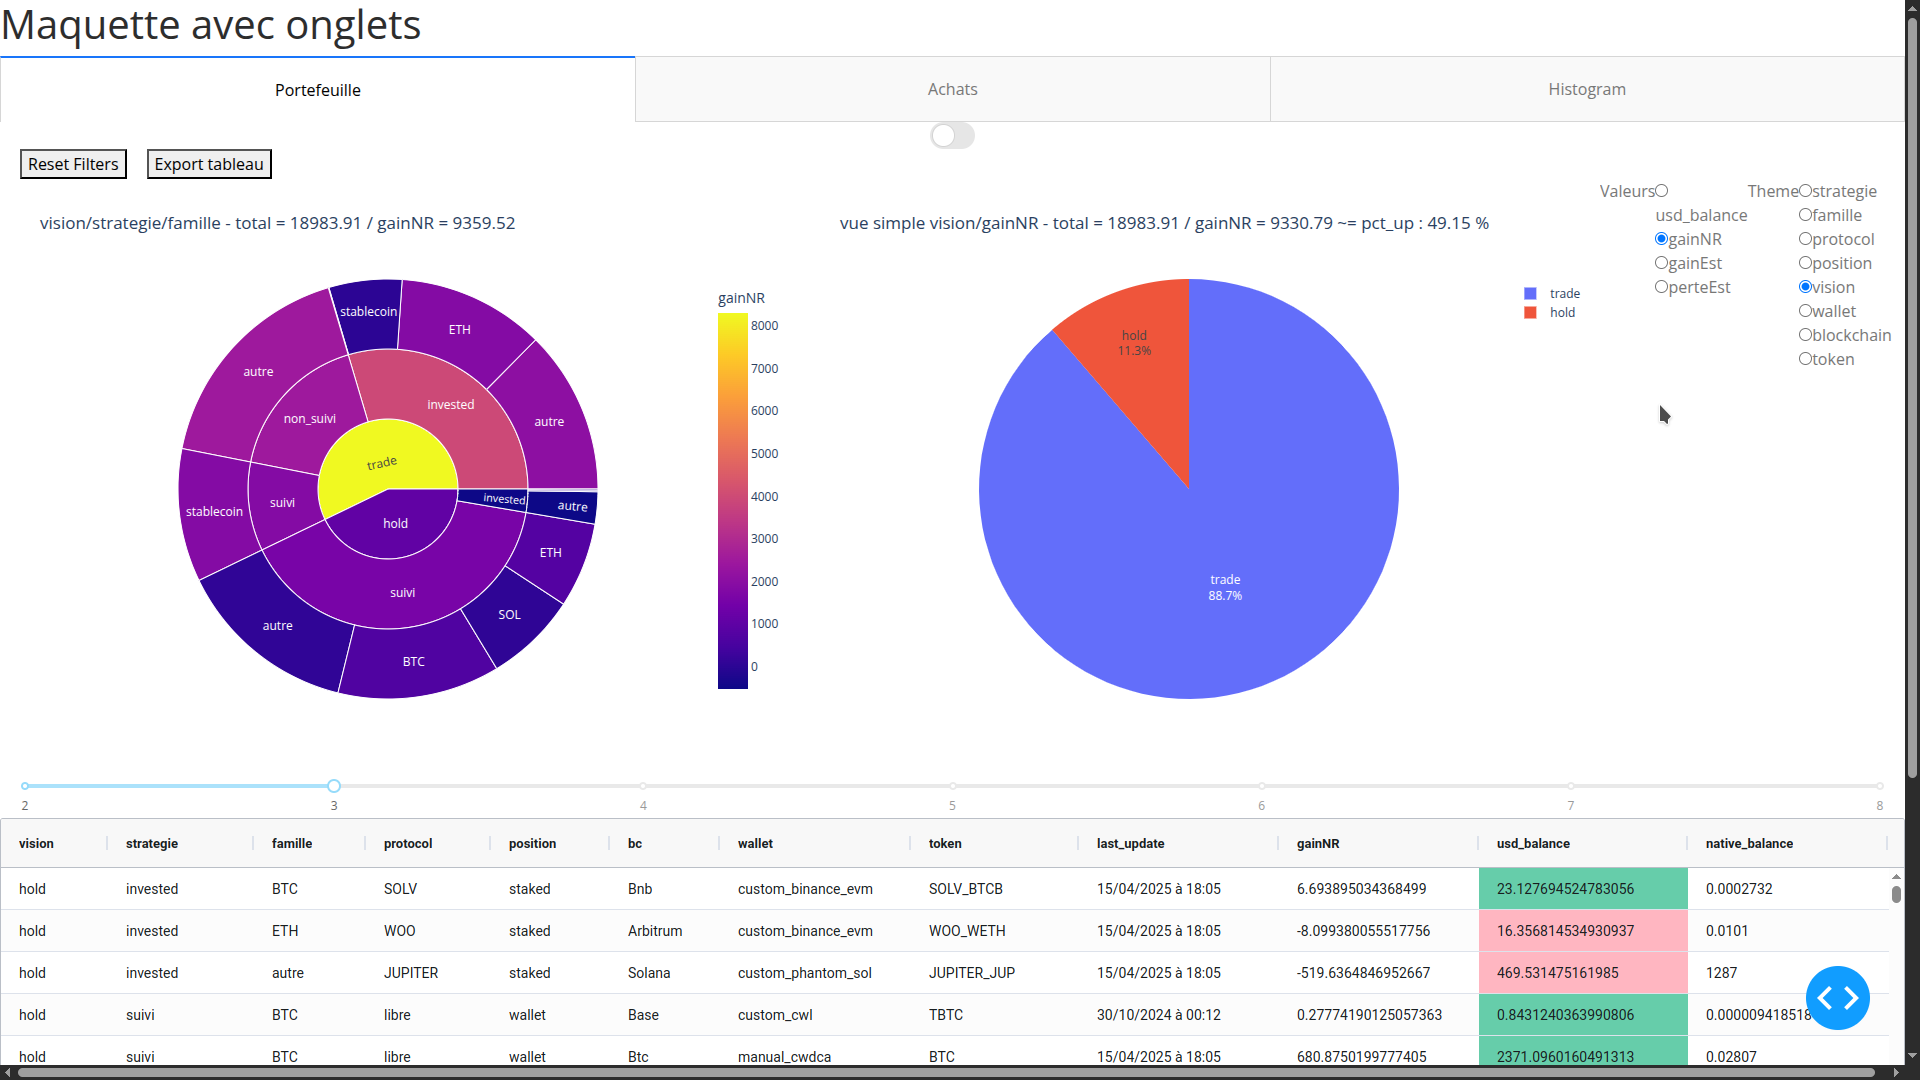 Maquette avec onglets
Portefeuille
Achats
Histogram
Reset Filters
Export tableau
Valeurs
usd_balance
gainNR
gainEst
perteEst
Theme
strategie
famille
protocol
position
vision
wallet
blockchain
token
vision/strategie/famille - total = 18983.91 / gainNR = 9359.52
stablecoin
ETH
autre
autre
invested
non_suivi
trade
suivi
stablecoin
hold
invested
autre
ETH
suivi
SOL
autre
BTC
gainNR
8000
7000
6000
5000
4000
3000
2000
1000
0
vue simple vision/gainNR - total = 18983.91 / gainNR = 9330.79 ~= pct_up : 49.15 %
hold
11.3%
trade
88.7%
trade
hold
2 3 4 5 6 7 8
vision strategie famille protocol position bc wallet token last_update gainNR usd_balance native_balance
hold invested BTC SOLV staked Bnb custom_binance_evm SOLV_BTCB 15/04/2025 à 18:05 6.693895034368499 23.127694524783056 0.0002732
hold invested ETH WOO staked Arbitrum custom_binance_evm WOO_WETH 15/04/2025 à 18:05 -8.099380055517756 16.356814534930937 0.0101
hold invested autre JUPITER staked Solana custom_phantom_sol JUPITER_JUP 15/04/2025 à 18:05 -519.6364846952667 469.531475161985 1287
hold suivi BTC libre wallet Base custom_cwl TBTC 30/10/2024 à 00:12 0.27774190125057363 0.8431240363990806 0.000009418518
hold suivi BTC libre wallet Btc manual_cwdca BTC 15/04/2025 à 18:05 680.8750199777405 2371.0960160491313 0.02807